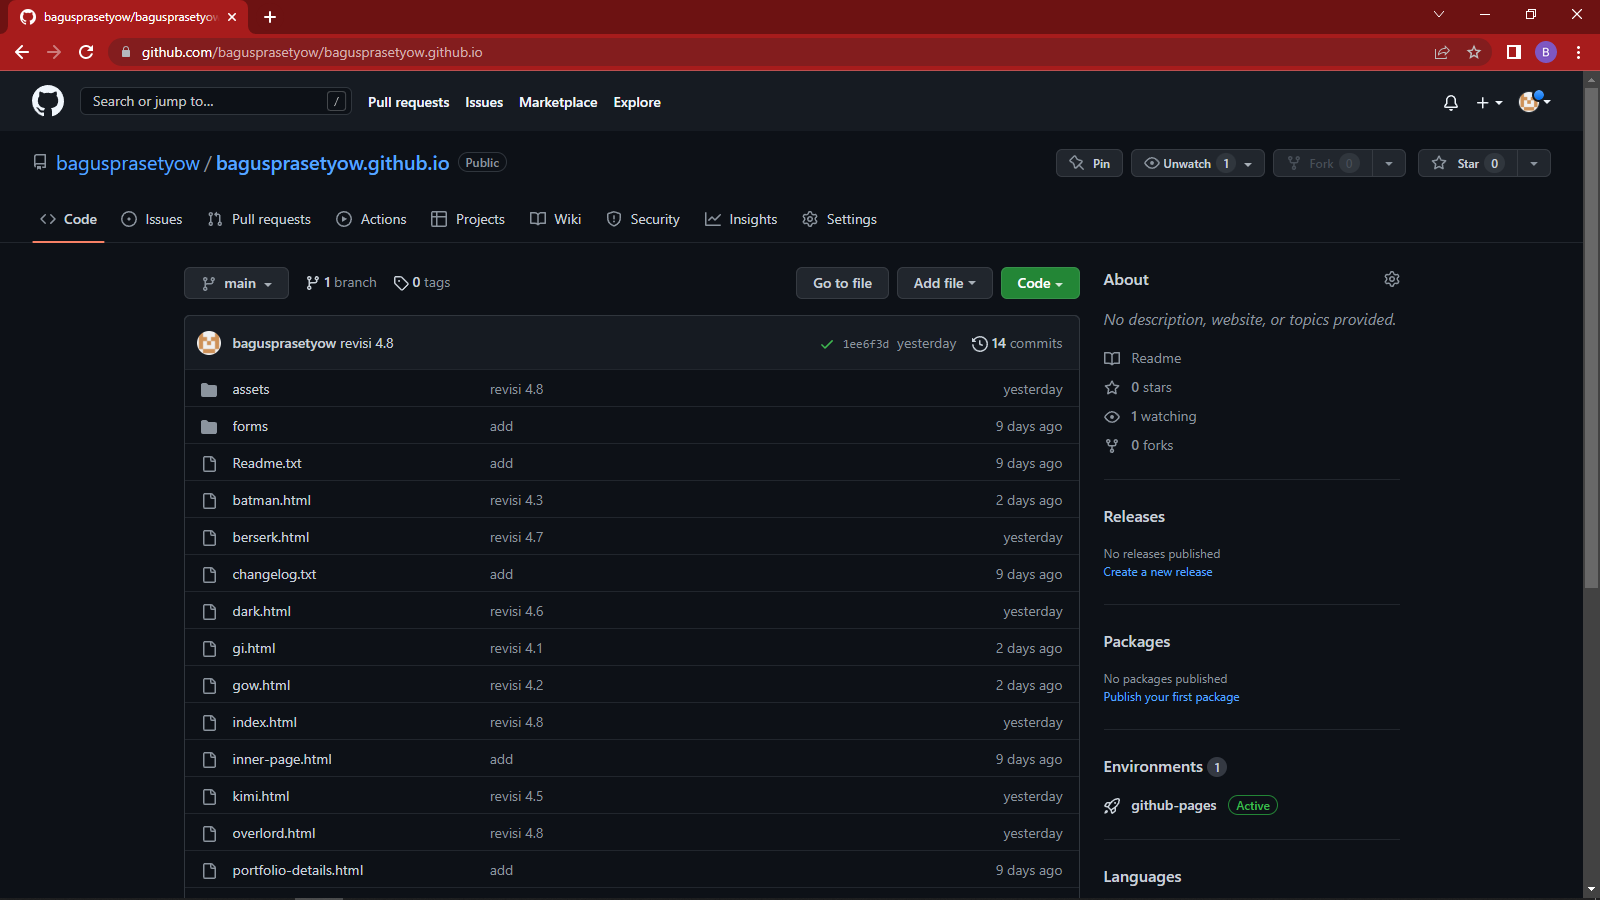 bagusprasetyow/bagusprasetyow
github.com/bagusprasetyow/bagusprasetyow.github.io
B
Search or jump to... /
Pull requests Issues Marketplace Explore
bagusprasetyow / bagusprasetyow.github.io Public
Pin Unwatch 1 Fork 0 Star 0
Code Issues Pull requests Actions Projects Wiki Security Insights Settings
main 1 branch 0 tags Go to file Add file Code
bagusprasetyow revisi 4.8 1ee6f3d yesterday 14 commits
assets revisi 4.8 yesterday
forms add 9 days ago
Readme.txt add 9 days ago
batman.html revisi 4.3 2 days ago
berserk.html revisi 4.7 yesterday
changelog.txt add 9 days ago
dark.html revisi 4.6 yesterday
gi.html revisi 4.1 2 days ago
gow.html revisi 4.2 2 days ago
index.html revisi 4.8 yesterday
inner-page.html add 9 days ago
kimi.html revisi 4.5 yesterday
overlord.html revisi 4.8 yesterday
portfolio-details.html add 9 days ago
About
No description, website, or topics provided.
Readme
0 stars
1 watching
0 forks
Releases
No releases published
Create a new release
Packages
No packages published
Publish your first package
Environments 1
github-pages Active
Languages